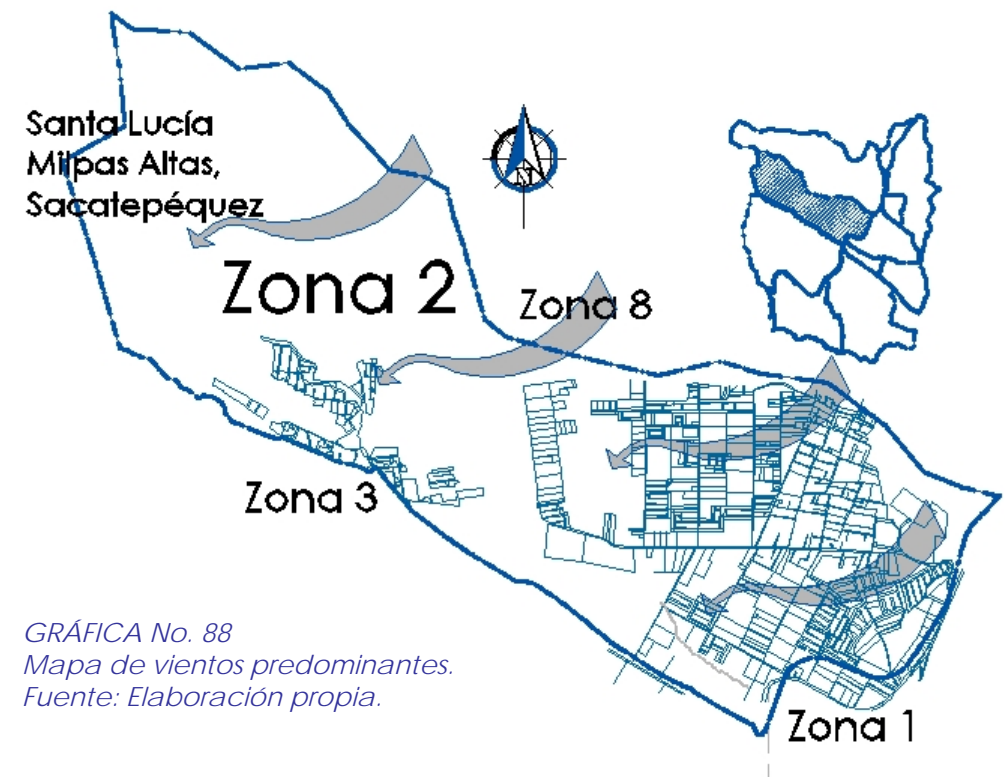 Santa Lucía
Milpas Altas,
Sacatepéquez
N
Zona 2
Zona 8
Zona 3
GRÁFICA No. 88
Mapa de vientos predominantes.
Fuente: Elaboración propia.
Zona 1